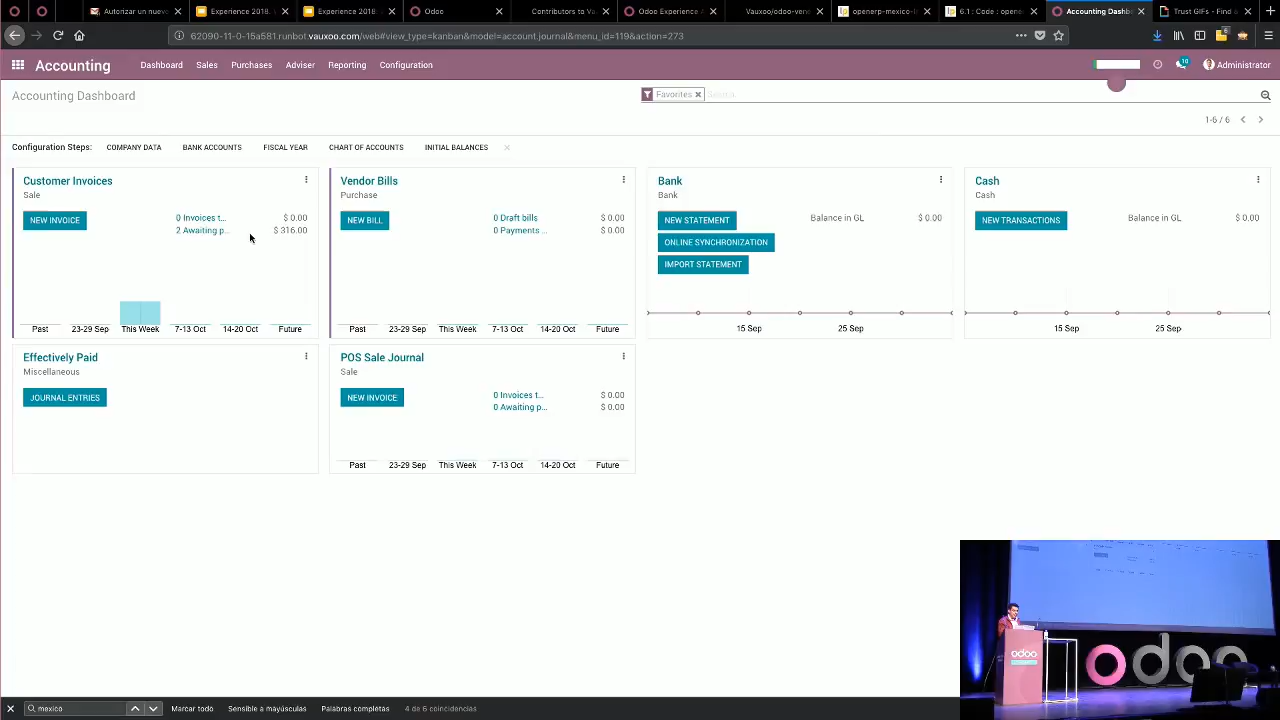 Autorizar un nuevo
Experience 2018.
Experience 2018:
Odoo
Contributors to Va
Odoo Experience A
Vauxoo/odoo-vene
openerp-mexico-l
6.1 : Code : opene
Accounting Dashb
Trust GIFs - Find a
62090-11-0-15a581.runbot.vauxoo.com/web#view_type=kanban&model=account.journal&menu_id=119&action=273
Accounting
Dashboard
Sales
Purchases
Adviser
Reporting
Configuration
10
Administrator
Accounting Dashboard
Favorites
Search...
1-6 / 6
Configuration Steps:
COMPANY DATA
BANK ACCOUNTS
FISCAL YEAR
CHART OF ACCOUNTS
INITIAL BALANCES
Customer Invoices
Sale
NEW INVOICE
0 Invoices t... $ 0.00
2 Awaiting p... $ 316.00
Past 23-29 Sep This Week 7-13 Oct 14-20 Oct Future
Vendor Bills
Purchase
NEW BILL
0 Draft bills $ 0.00
0 Payments ... $ 0.00
Past 23-29 Sep This Week 7-13 Oct 14-20 Oct Future
Bank
Bank
NEW STATEMENT
Balance in GL $ 0.00
ONLINE SYNCHRONIZATION
IMPORT STATEMENT
15 Sep 25 Sep
Cash
Cash
NEW TRANSACTIONS
Balance in GL $ 0.00
15 Sep 25 Sep
Effectively Paid
Miscellaneous
JOURNAL ENTRIES
POS Sale Journal
Sale
NEW INVOICE
0 Invoices t... $ 0.00
0 Awaiting p... $ 0.00
Past 23-29 Sep This Week 7-13 Oct 14-20 Oct Future
odoo
odoo
mexico
Marcar todo
Sensible a mayúsculas
Palabras completas
4 de 6 coincidencias